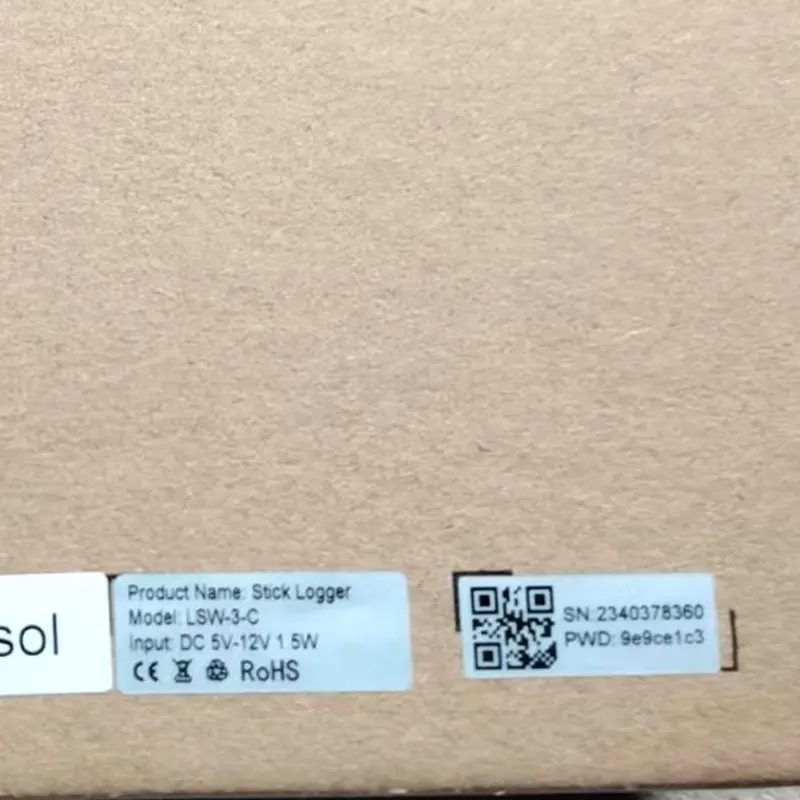 sol
Product Name: Stick Logger
Model: LSW-3-C
Input: DC 5V-12V 1.5W
CE RoHS
SN:2340378360
PWD: 9e9ce1c3